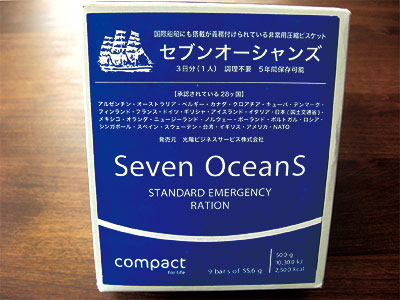 国際船舶にも搭載が義務付けられている非常用圧縮ビスケット
セブンオーシャンズ
3日分(1人) 調理不要 5年間保存可能
【承認されている28ヶ国】
アルゼンチン・オーストラリア・ベルギー・カナダ・クロアチア・キューバ・デンマーク・
フィンランド・フランス・ドイツ・ギリシャ・アイスランド・イタリア・日本(国土交通省)・
メキシコ・オランダ・ニュージーランド・ノルウェー・ポーランド・ポルトガル・ロシア・
シンガポール・スペイン・スウェーデン・台湾・イギリス・アメリカ・NATO
発売元 光陽ビジネスサービス株式会社
Seven OceanS
STANDARD EMERGENCY
RATION
compact
for life
9 bars of 55,6 g
500 g
10,300 kJ
2,500 kcal